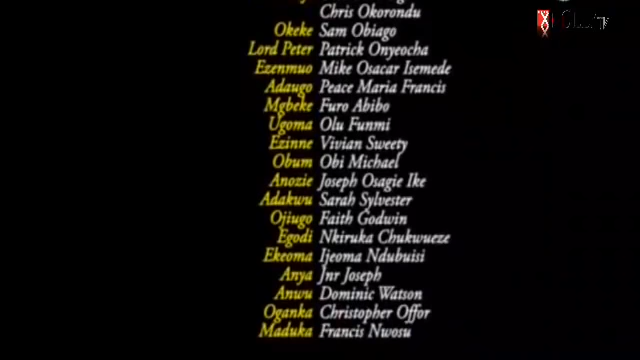 Chris Okorondu
Okeke Sam Obiago
Lord Peter Patrick Onyeocha
Ezenmuo Mike Osacar Isemede
Adaugo Peace Maria Francis
Mgbeke Furo Abibo
Ugoma Olu Funmi
Ezinne Vivian Sweety
Obum Obi Michael
Anozie Joseph Osagie Ike
Adakwu Sarah Sylvester
Ojiugo Faith Godwin
Egodi Nkiruka Chukwueze
Ekeoma Ijeoma Ndubuisi
Anya Jnr Joseph
Anwu Dominic Watson
Oganka Christopher Offor
Maduka Francis Nwosu